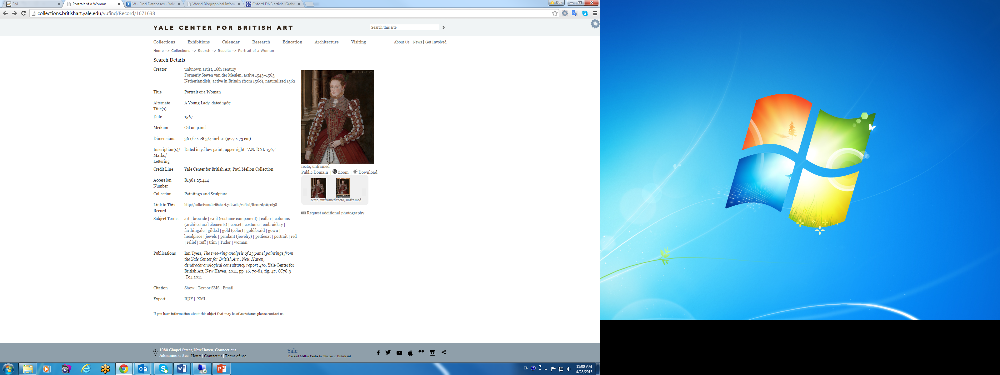 3M
Portrait of a Woman
W - Find Databases - Yale
World Biographical Inform
Oxford DNB article: Graha
You
collections.britishart.yale.edu/vufind/Record/1671638
YALE CENTER FOR BRITISH ART
Search this site
Collections Exhibitions Calendar Research Education Architecture Visiting About Us | News | Get Involved
Home -> Collections -> Search -> Results -> Portrait of a Woman
Search Details
Creator unknown artist, 16th century
Formerly Steven van der Meulen, active 1543–1563,
Netherlandish, active in Britain (from 1560), naturalized 1562
Title Portrait of a Woman
Alternate A Young Lady, dated 1567
Title(s)
Date 1567
Medium Oil on panel
Dimensions 36 1/2 x 28 3/4 inches (92.7 x 73 cm)
Inscription(s)/ Dated in yellow paint, upper right: "AN. DNI. 1567"
Marks/
Lettering
Credit Line Yale Center for British Art, Paul Mellon Collection
Accession B1981.25.444
Number
Collection Paintings and Sculpture
Link to This http://collections.britishart.yale.edu/vufind/Record/1671638
Record
Subject Terms art | brocade | caul (costume component) | collar | columns
(architectural elements) | corset | costume | embroidery |
farthingale | gilded | gold (color) | gold braid | gown |
headpiece | jewels | pendant (jewelry) | petticoat | portrait | red
| relief | ruff | trim | Tudor | woman
Publications Ian Tyers, The tree-ring analysis of 23 panel paintings from
the Yale Center for British Art , New Haven,
dendrochronological consultancy report 470, Yale Center for
British Art, New Haven, 2011, pp. 16, 79-81, fig. 47, CC78.3
.T94 2011
Citation Show | Text or SMS | Email
Export RDF | XML
If you have information about this object that may be of assistance please contact us.
recto, unframed
Public Domain | Zoom | Download
recto, unframed recto, unframed
Request additional photography
1080 Chapel Street, New Haven, Connecticut
Admission is free | Hours | Contact us | Terms of use
Yale
The Paul Mellon Centre for Studies in British Art
EN
11:00 AM
4/28/2015